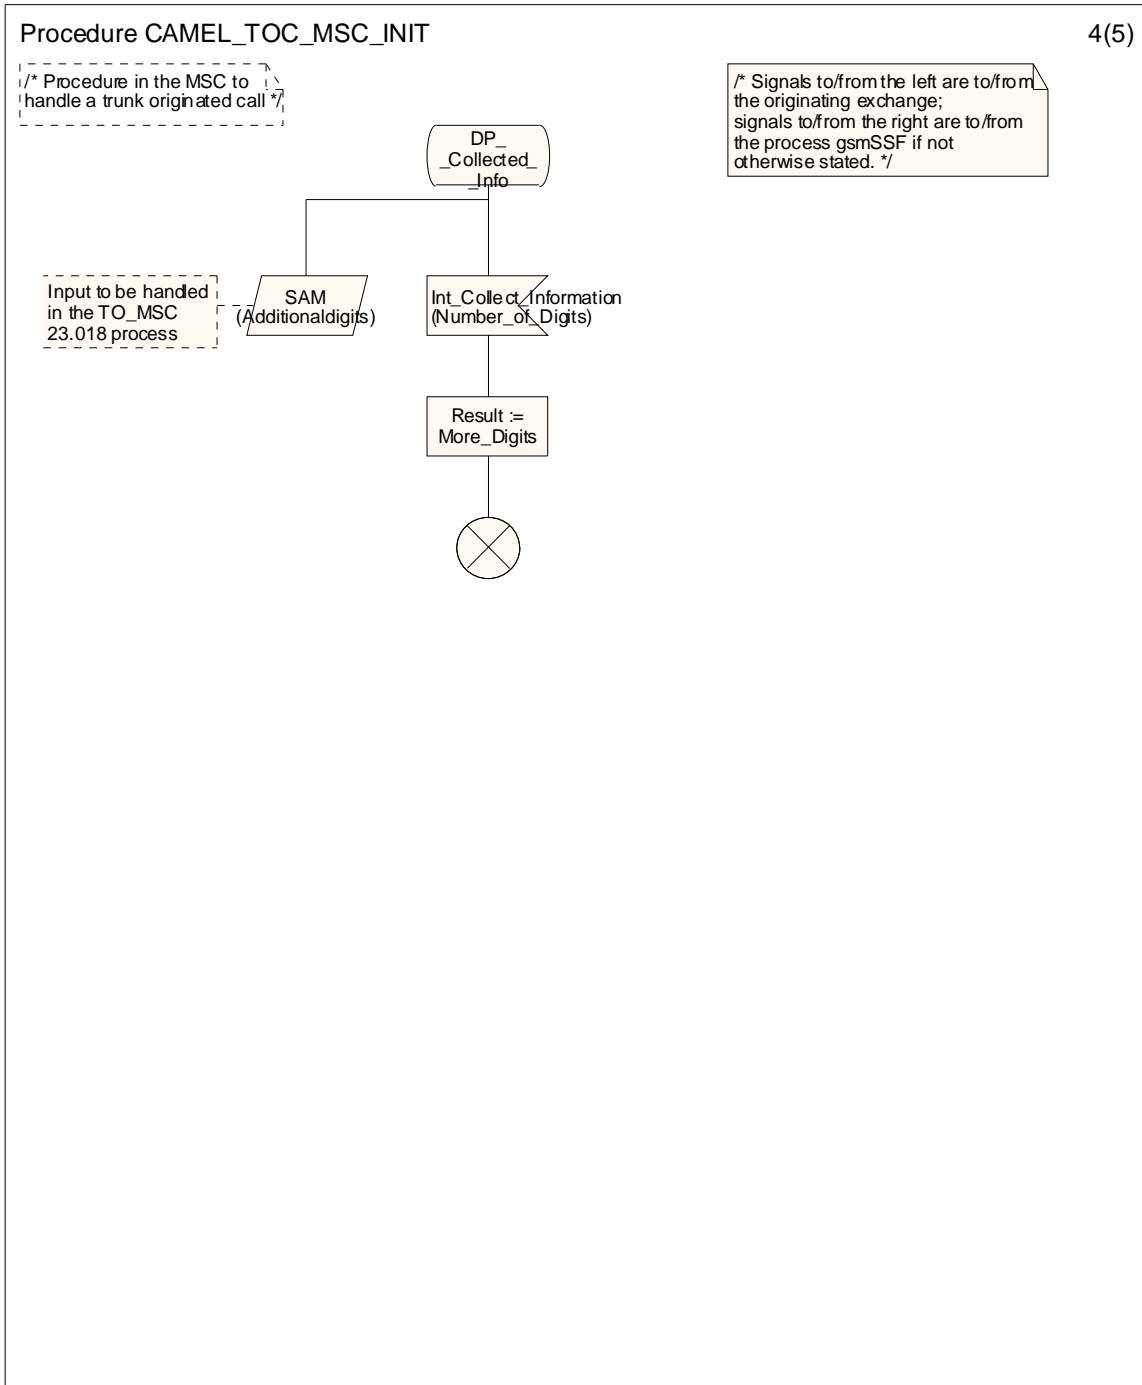 Procedure CAMEL_TOC_MSC_INIT
4(5)
/* Procedure in the MSC to
handle a trunk originated call */
/* Signals to/from the left are to/from
the originating exchange;
signals to/from the right are to/from
the process gsmSSF if not
otherwise stated. */
DP_
_Collected_
_Info
Input to be handled
in the TO_MSC
23.018 process
SAM
(Additionaldigits)
Int_Collect_Information
(Number_of_Digits)
Result :=
More_Digits